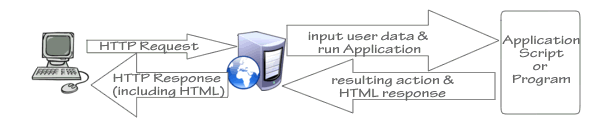 HTTP Request
HTTP Response
(including HTML)
input user data &
run Application
resulting action &
HTML response
Application
Script
or
Program